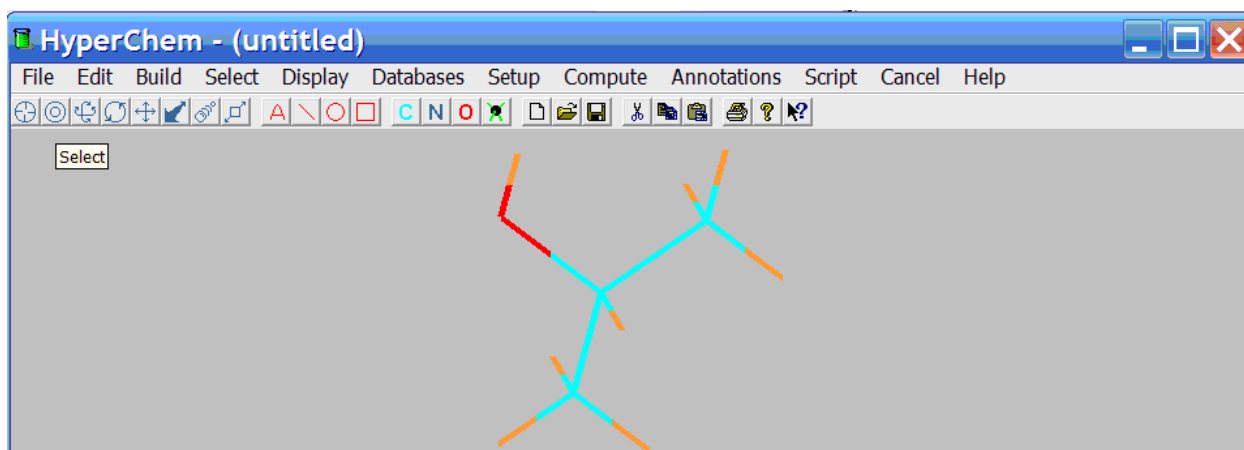 HyperChem - (untitled)
File Edit Build Select Display Databases Setup Compute Annotations Script Cancel Help
A C N O ? ?
Select